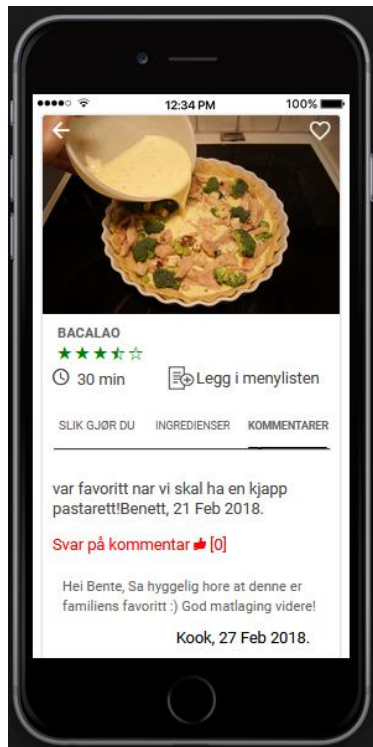 12:34 PM 100%
BACALAO
30 min Legg i menylisten
SLIK GJØR DU INGREDIENSER KOMMENTARER
var favoritt nar vi skal ha en kjapp
pastarett!Benett, 21 Feb 2018.
Svar på kommentar [0]
Hei Bente, Sa hyggelig hore at denne er
familiens favoritt :) God matlaging videre!
Kook, 27 Feb 2018.